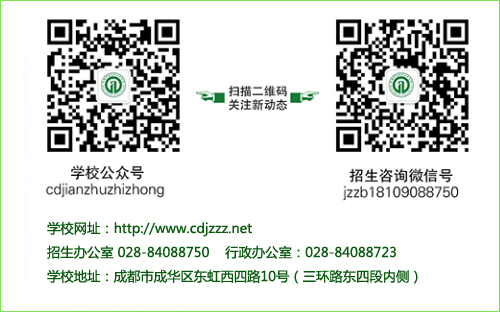 扫描二维码
关注新动态
学校公众号
cdjianzhuzhizhong
招生咨询微信号
jzzb18109088750
学校网址：http://www.cdjzzz.net
招生办公室 028-84088750 行政办公室：028-84088723
学校地址：成都市成华区东虹西四路10号（三环路东四段内侧）